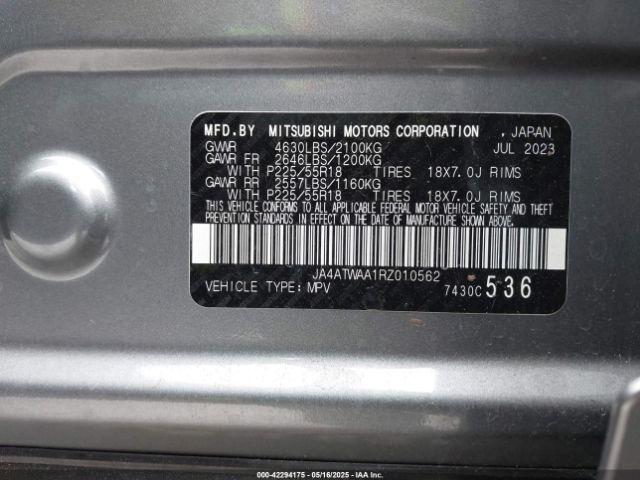 MFD.BY MITSUBISHI MOTORS CORPORATION , JAPAN
GVWR 4630LBS/2100KG JUL 2023
GAWR FR 2646LBS/1200KG
WITH P225/55R18 TIRES 18X7.0J RIMS
GAWR RR 2557LBS/1160KG
WITH P225/55R18 TIRES 18X7.0J RIMS
THIS VEHICLE CONFORMS TO ALL APPLICABLE FEDERAL MOTOR VEHICLE SAFETY AND THEFT
PREVENTION STANDARDS IN EFFECT ON THE DATE OF MANUFACTURE SHOWN ABOVE.
JA4ATWAA1RZ010562
VEHICLE TYPE: MPV 7430C 536
000-42294175 - 05/16/2025 - IAA Inc.